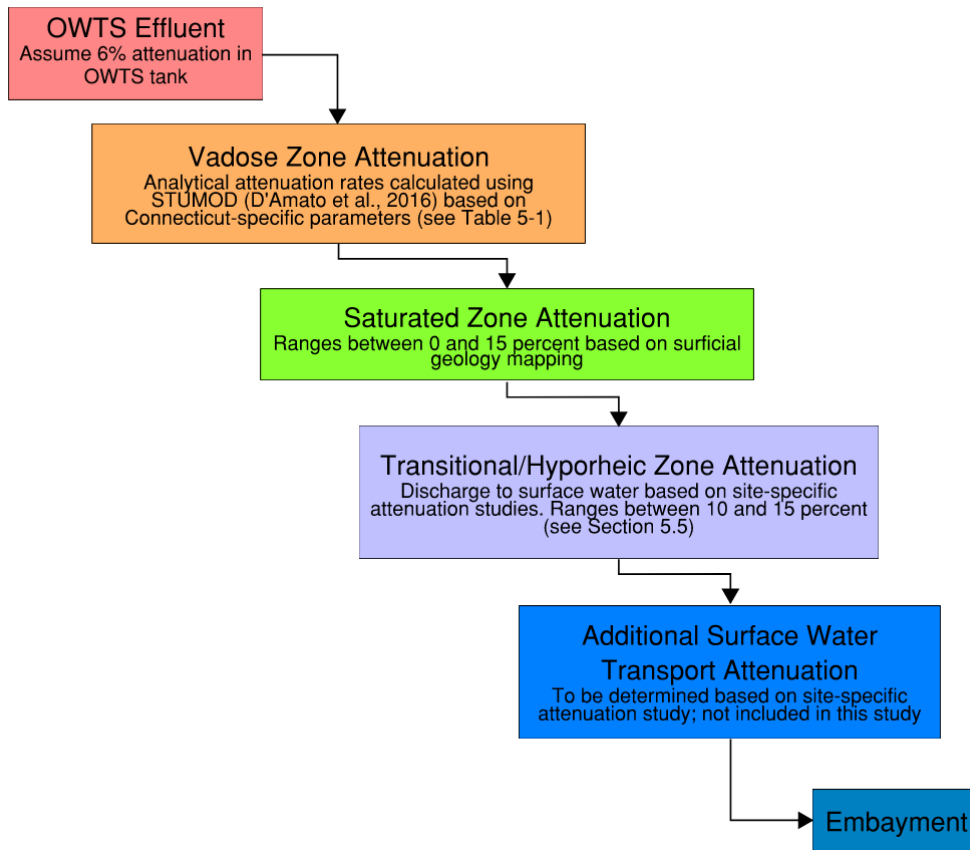 OWTS Effluent
Assume 6% attenuation in
OWTS tank
Vadose Zone Attenuation
Analytical attenuation rates calculated using
STUMOD (D'Amato et al., 2016) based on
Connecticut-specific parameters (see Table 5-1)
Saturated Zone Attenuation
Ranges between 0 and 15 percent based on surficial
geology mapping
Transitional/Hyporheic Zone Attenuation
Discharge to surface water based on site-specific
attenuation studies. Ranges between 10 and 15 percent
(see Section 5.5)
Additional Surface Water
Transport Attenuation
To be determined based on site-specific
attenuation study; not included in this study
Embayment